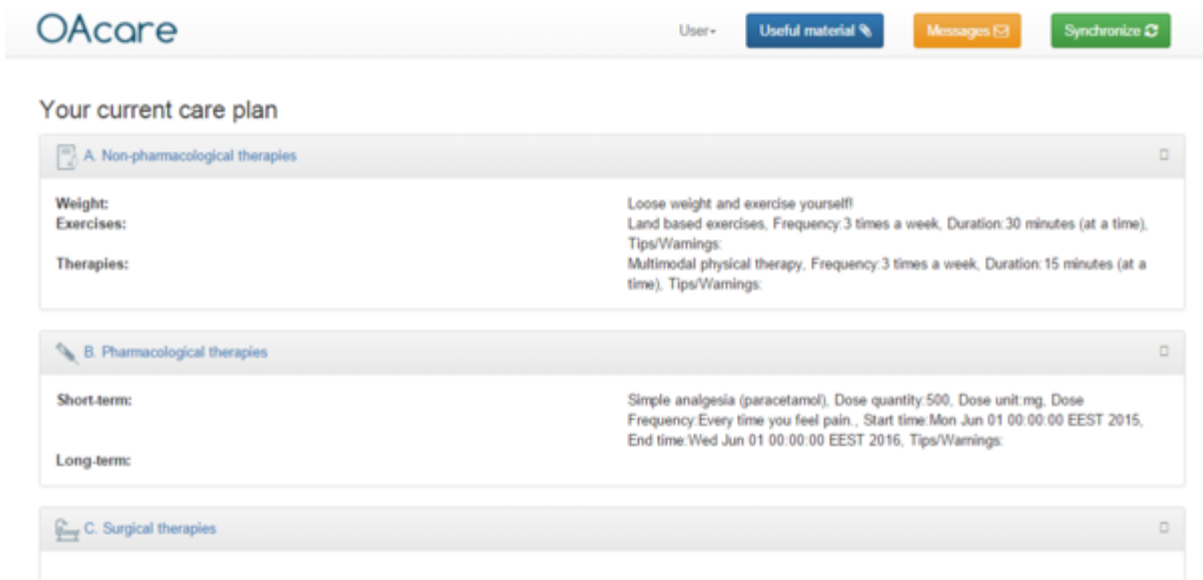 OAcare
User
Useful material
Messages
Synchronize
Your current care plan
A. Non-pharmacological therapies
Weight:
Loose weight and exercise yourself!
Exercises:
Land based exercises, Frequency:3 times a week, Duration:30 minutes (at a time),
Tips/Warnings:
Therapies:
Multimodal physical therapy, Frequency:3 times a week, Duration:15 minutes (at a
time), Tips/Warnings:
B. Pharmacological therapies
Short-term:
Simple analgesia (paracetamol), Dose quantity:500, Dose unit:mg, Dose
Frequency:Every time you feel pain., Start time:Mon Jun 01 00:00:00 EEST 2015,
End time:Wed Jun 01 00:00:00 EEST 2016, Tips/Warnings:
Long-term:
C. Surgical therapies